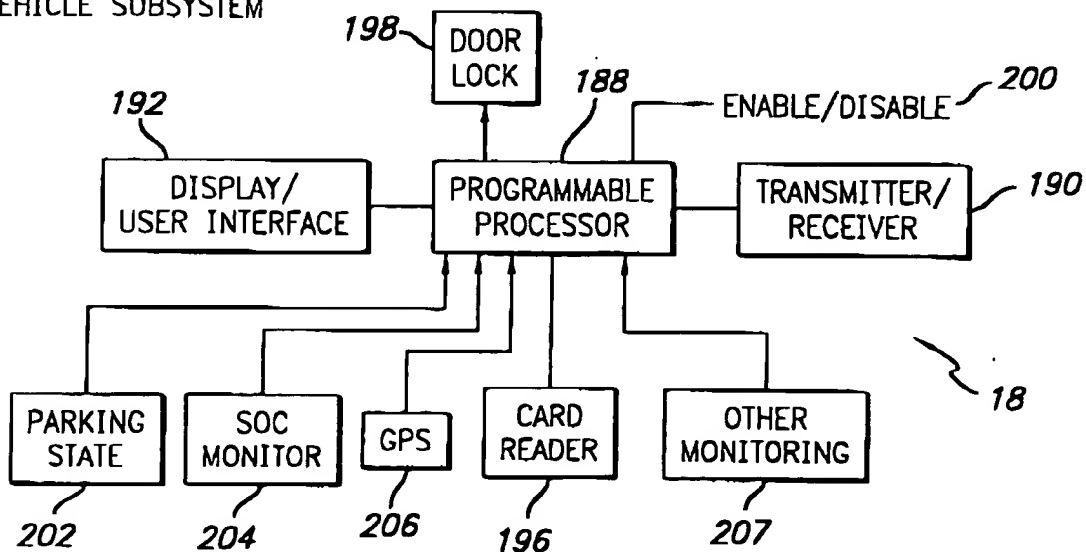 VEHICLE SUBSYSTEM
198
DOOR
LOCK
188
ENABLE/DISABLE
200
192
DISPLAY/
USER INTERFACE
PROGRAMMABLE
PROCESSOR
TRANSMITTER/
RECEIVER
190
18
PARKING
STATE
SOC
MONITOR
GPS
CARD
READER
OTHER
MONITORING
202
204
206
196
207